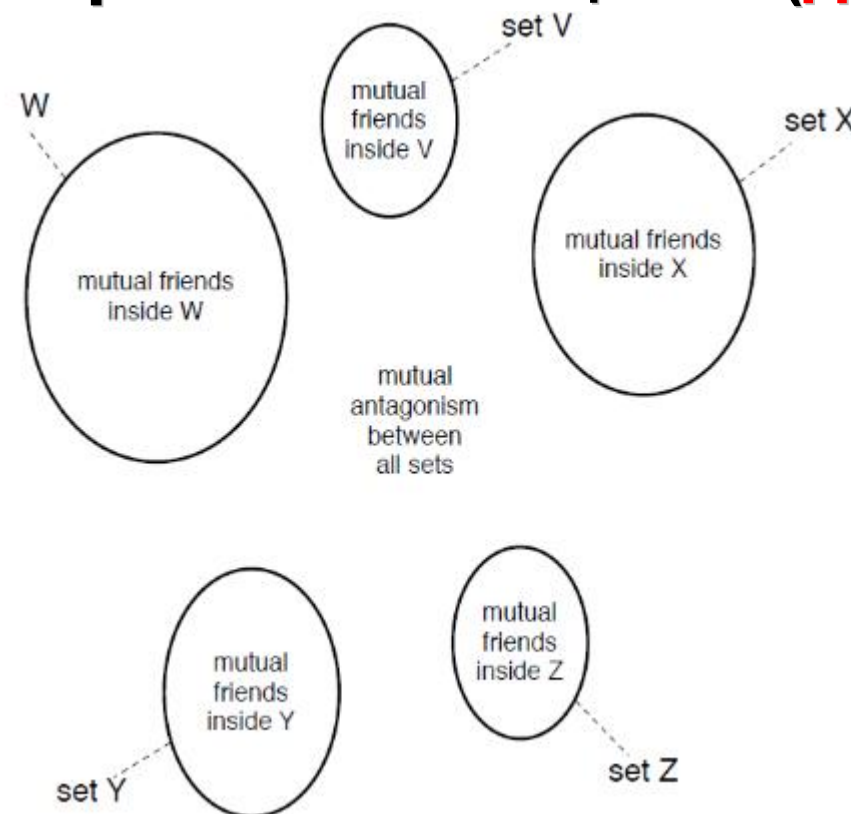 set V
mutual
friends
inside V
W
set X
mutual friends
inside X
mutual friends
inside W
mutual
antagonism
between
all sets
mutual
friends
inside Z
mutual
friends
inside Y
set Z
set Y